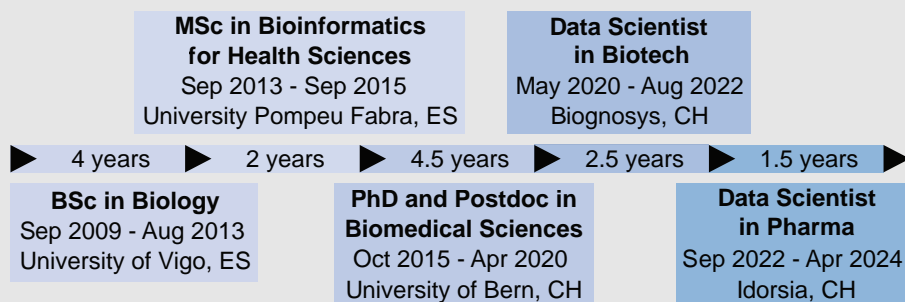 MSc in Bioinformatics
for Health Sciences
Sep 2013 - Sep 2015
University Pompeu Fabra, ES
Data Scientist
in Biotech
May 2020 - Aug 2022
Biognosys, CH
4 years
2 years
4.5 years
2.5 years
1.5 years
BSc in Biology
Sep 2009 - Aug 2013
University of Vigo, ES
PhD and Postdoc in
Biomedical Sciences
Oct 2015 - Apr 2020
University of Bern, CH
Data Scientist
in Pharma
Sep 2022 - Apr 2024
Idorsia, CH